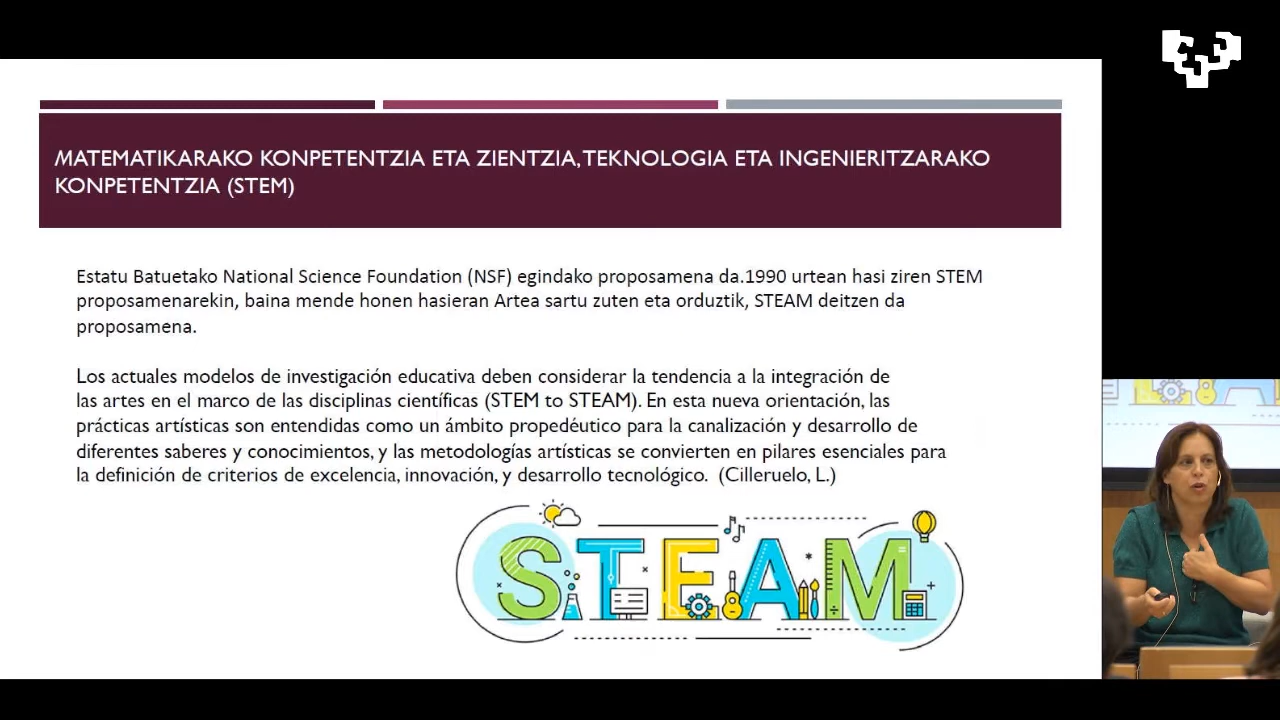 MATEMATIKARAKO KONPETENTZIA ETA ZIENTZIA, TEKNOLOGIA ETA INGENIERITZARAKO
KONPETENTZIA (STEM)
Estatu Batuetako National Science Foundation (NSF) egindako proposamena da.1990 urtean hasi ziren STEM
proposamenarekin, baina mende honen hasieran Artea sartu zuten eta orduztik, STEAM deitzen da
proposamena.
Los actuales modelos de investigación educativa deben considerar la tendencia a la integración de
las artes en el marco de las disciplinas científicas (STEM to STEAM). En esta nueva orientación, las
prácticas artísticas son entendidas como un ámbito propedéutico para la canalización y desarrollo de
diferentes saberes y conocimientos, y las metodologías artísticas se convierten en pilares esenciales para
la definición de criterios de excelencia, innovación, y desarrollo tecnológico. (Cilleruelo, L.)
STEAM